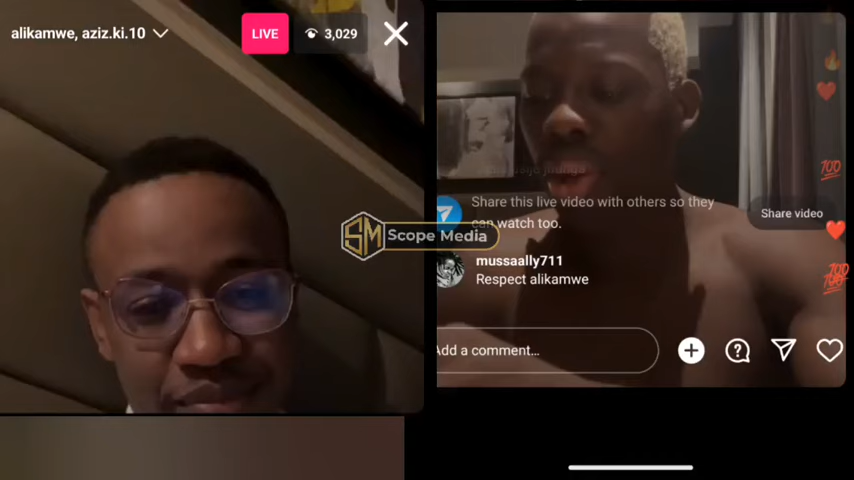 alikamwe, aziz.ki.10
LIVE
3,029
SM
Scope Media
100
Share this live video with others so they
can watch too.
Share video
mussaally711
Respect alikamwe
100
Add a comment…